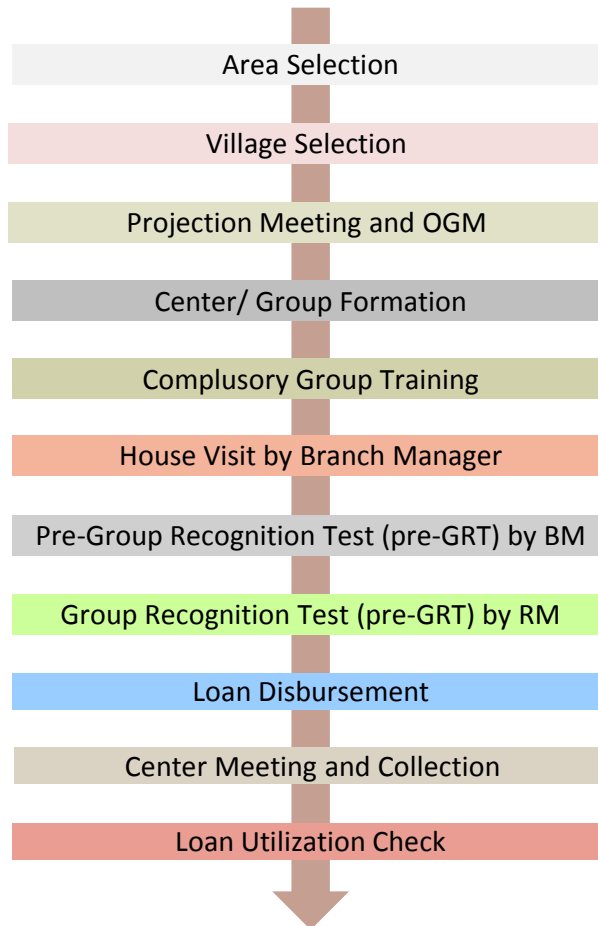 Area Selection
Village Selection
Projection Meeting and OGM
Center/ Group Formation
Complusory Group Training
House Visit by Branch Manager
Pre-Group Recognition Test (pre-GRT) by BM
Group Recognition Test (pre-GRT) by RM
Loan Disbursement
Center Meeting and Collection
Loan Utilization Check